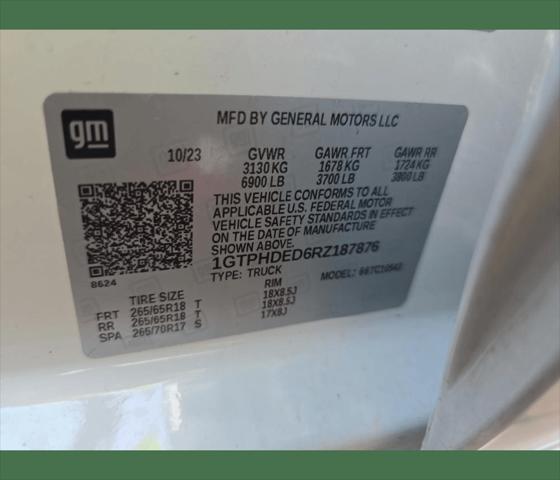 gm
MFD BY GENERAL MOTORS LLC
10/23 GVWR GAWR FRT GAWR RR
3130 KG 1678 KG 1724 KG
6900 LB 3700 LB 3800 LB
THIS VEHICLE CONFORMS TO ALL
APPLICABLE U.S. FEDERAL MOTOR
VEHICLE SAFETY STANDARDS IN EFFECT
ON THE DATE OF MANUFACTURE
SHOWN ABOVE.
1GTPHDED6RZ187876
8624
TYPE: TRUCK MODEL:
TIRE SIZE RIM
FRT 265/65R18 T 18X8.5J
RR 265/65R18 T 18X8.5J
SPA 265/70R17 S 17X8J